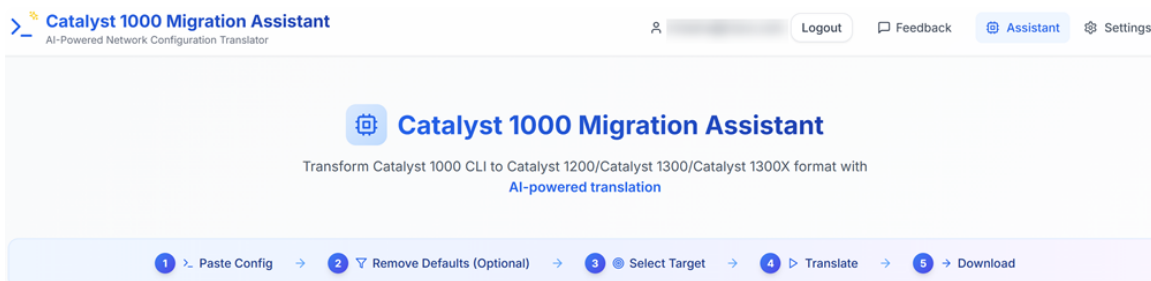 Catalyst 1000 Migration Assistant
AI-Powered Network Configuration Translator
Logout
Feedback
Assistant
Settings
Catalyst 1000 Migration Assistant
Transform Catalyst 1000 CLI to Catalyst 1200/Catalyst 1300/Catalyst 1300X format with
AI-powered translation
1 Paste Config → 2 Remove Defaults (Optional) → 3 Select Target → 4 Translate → 5 → Download